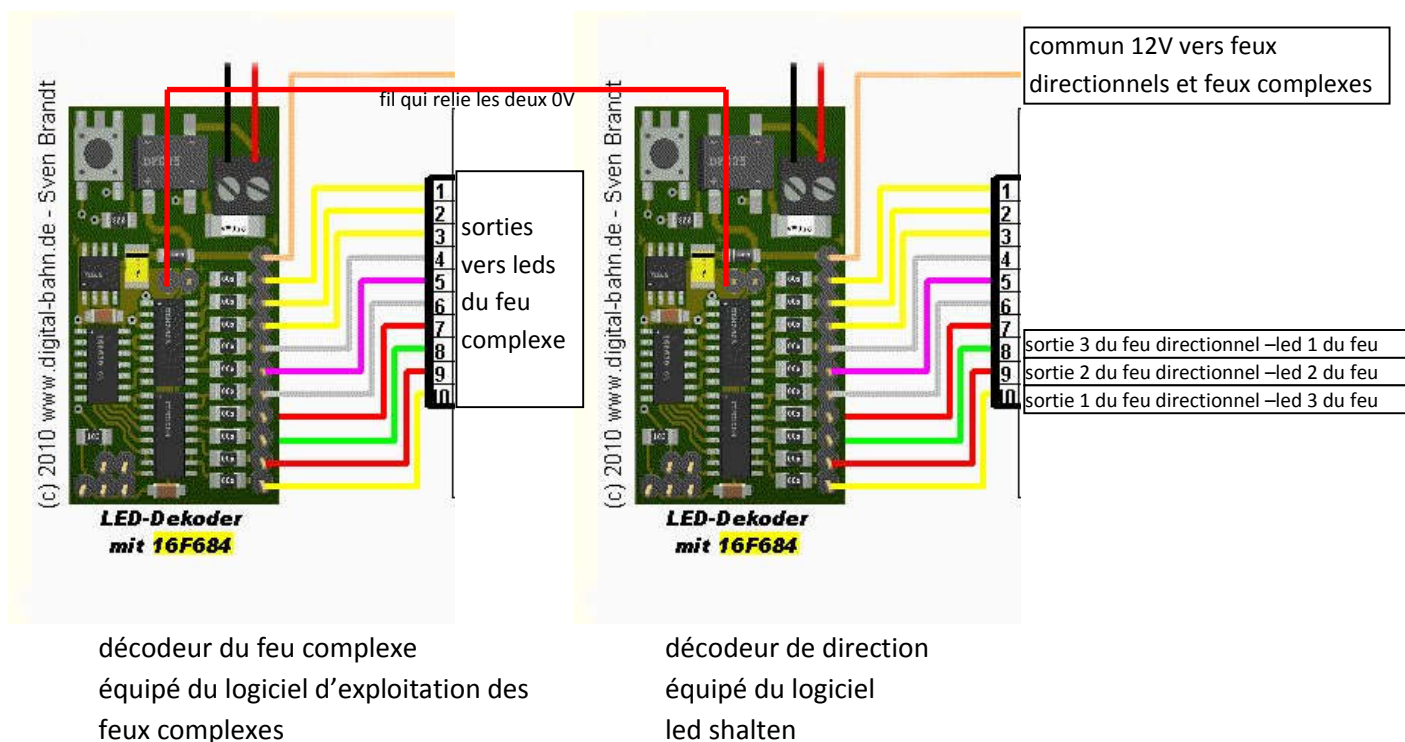 commun 12V vers feux
directionnels et feux complexes
fil qui relie les deux 0V
(c) 2010 www.digital-bahn.de - Sven Brandt
1
2
3
4
5
6
7
8
9
10
sorties
vers leds
du feu
complexe
LED-Dekoder
mit 16F684
(c) 2010 www.digital-bahn.de - Sven Brandt
1
2
3
4
5
6
7
8
9
10
sortie 3 du feu directionnel –led 1 du feu
sortie 2 du feu directionnel –led 2 du feu
sortie 1 du feu directionnel –led 3 du feu
LED-Dekoder
mit 16F684
décodeur du feu complexe
équipé du logiciel d’exploitation des
feux complexes
décodeur de direction
équipé du logiciel
led shalten